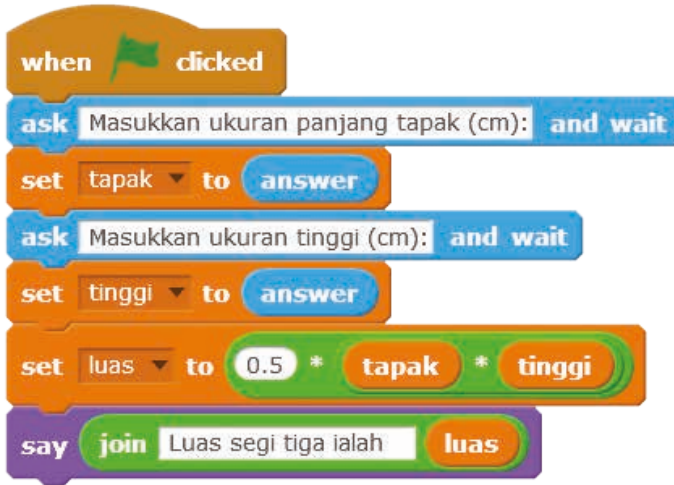 when clicked
ask Masukkan ukuran panjang tapak (cm): and wait
set tapak to answer
ask Masukkan ukuran tinggi (cm): and wait
set tinggi to answer
set luas to 0.5 * tapak * tinggi
say join Luas segi tiga ialah luas